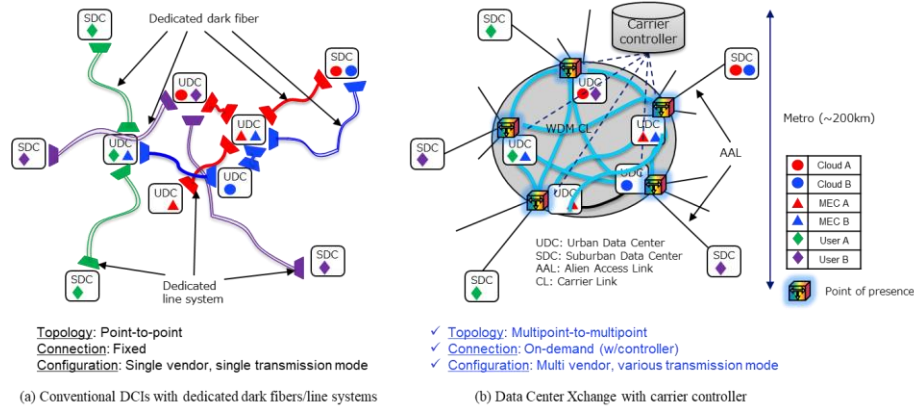 SDC
Dedicated dark fiber
SDC
UDC
UDC
SDC
UDC
UDC
UDC
SDC
SDC
Dedicated
line system
Topology: Point-to-point
Connection: Fixed
Configuration: Single vendor, single transmission mode
(a) Conventional DCIs with dedicated dark fibers/line systems
SDC
Carrier
controller
SDC
UDC
WDM CL
UDC
SDC
UDC
UDC
UDC
AAL
UDC: Urban Data Center
SDC: Suburban Data Center
AAL: Alien Access Link
CL: Carrier Link
SDC
SDC
Metro (~200km)
Cloud A
Cloud B
MEC A
MEC B
User A
User B
Point of presence
✓ Topology: Multipoint-to-multipoint
✓ Connection: On-demand (w/controller)
✓ Configuration: Multi vendor, various transmission mode
(b) Data Center Xchange with carrier controller